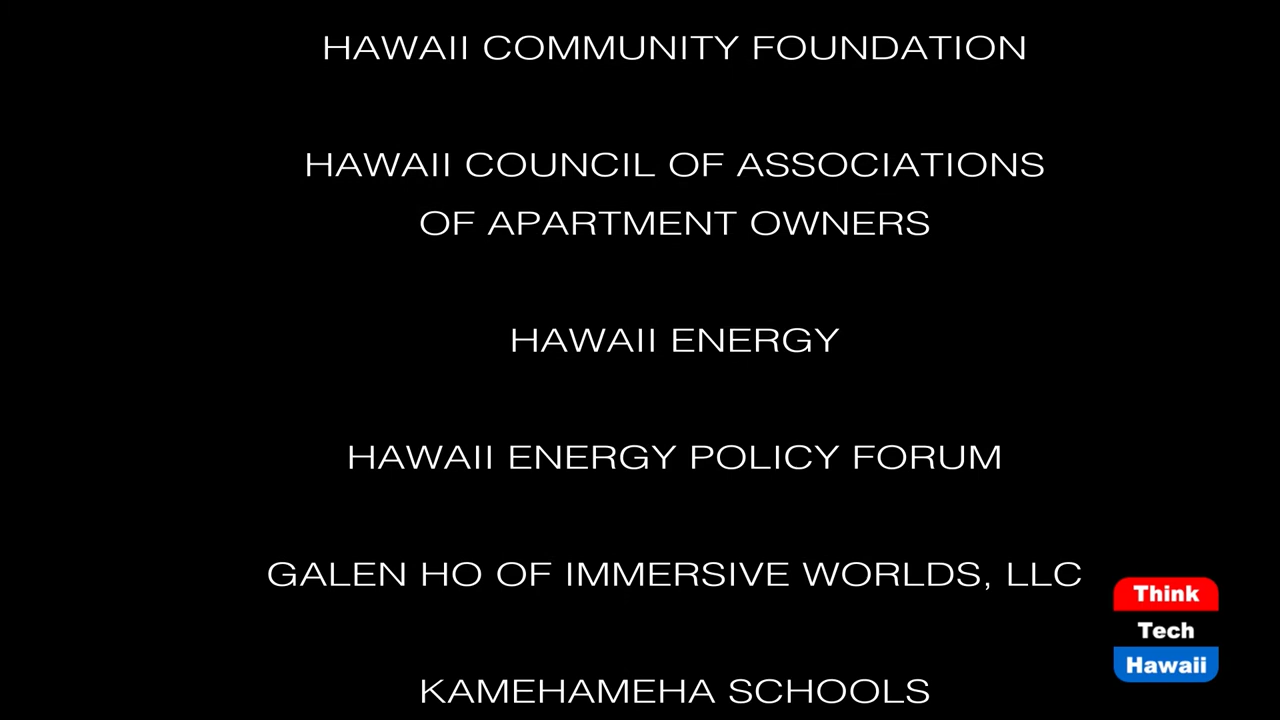 HAWAII COMMUNITY FOUNDATION
HAWAII COUNCIL OF ASSOCIATIONS
OF APARTMENT OWNERS
HAWAII ENERGY
HAWAII ENERGY POLICY FORUM
GALEN HO OF IMMERSIVE WORLDS, LLC
KAMEHAMEHA SCHOOLS
Think
Tech
Hawaii